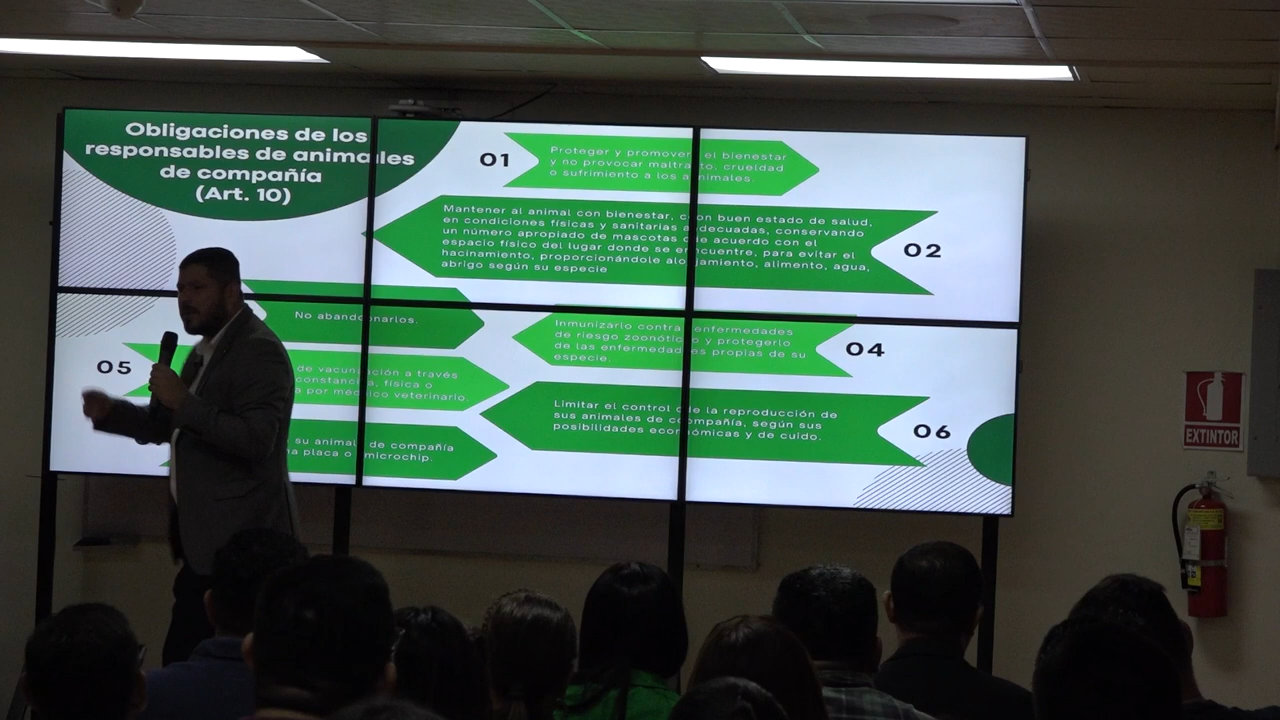 Obligaciones de los
responsables de animales
de compañía
(Art. 10)
01
Proteger y promover el bienestar
y no provocar maltrato, crueldad
o sufrimiento a los animales.
Mantener al animal con bienestar, con buen estado de salud,
en condiciones físicas y sanitarias adecuadas, conservando
un número apropiado de mascotas de acuerdo con el
espacio físico del lugar donde se encuentre, para evitar el
hacinamiento, proporcionándole alojamiento, alimento, agua,
abrigo según su especie
02
No abandonarlos.
Inmunizarlo contra enfermedades
de riesgo zoonótico y protegerlo
de las enfermedades propias de su
especie.
04
05
de vacunación a través
constancia, física o
por médico veterinario.
Limitar el control de la reproducción de
sus animales de compañía, según sus
posibilidades económicas y de cuido.
06
su animal de compañía
placa o microchip.
EXTINTOR